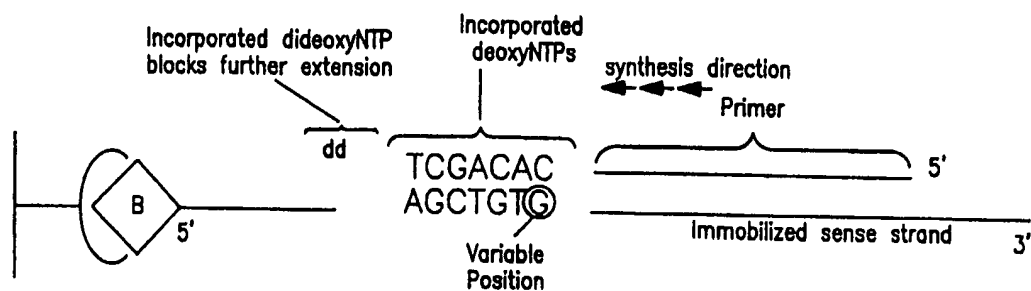 Incorporated dideoxyNTP
blocks further extension
Incorporated
deoxyNTPs
synthesis direction
Primer
dd
TCGACAC
5'
AGCTGTG
B
5'
Immobilized sense strand
3'
Variable
Position